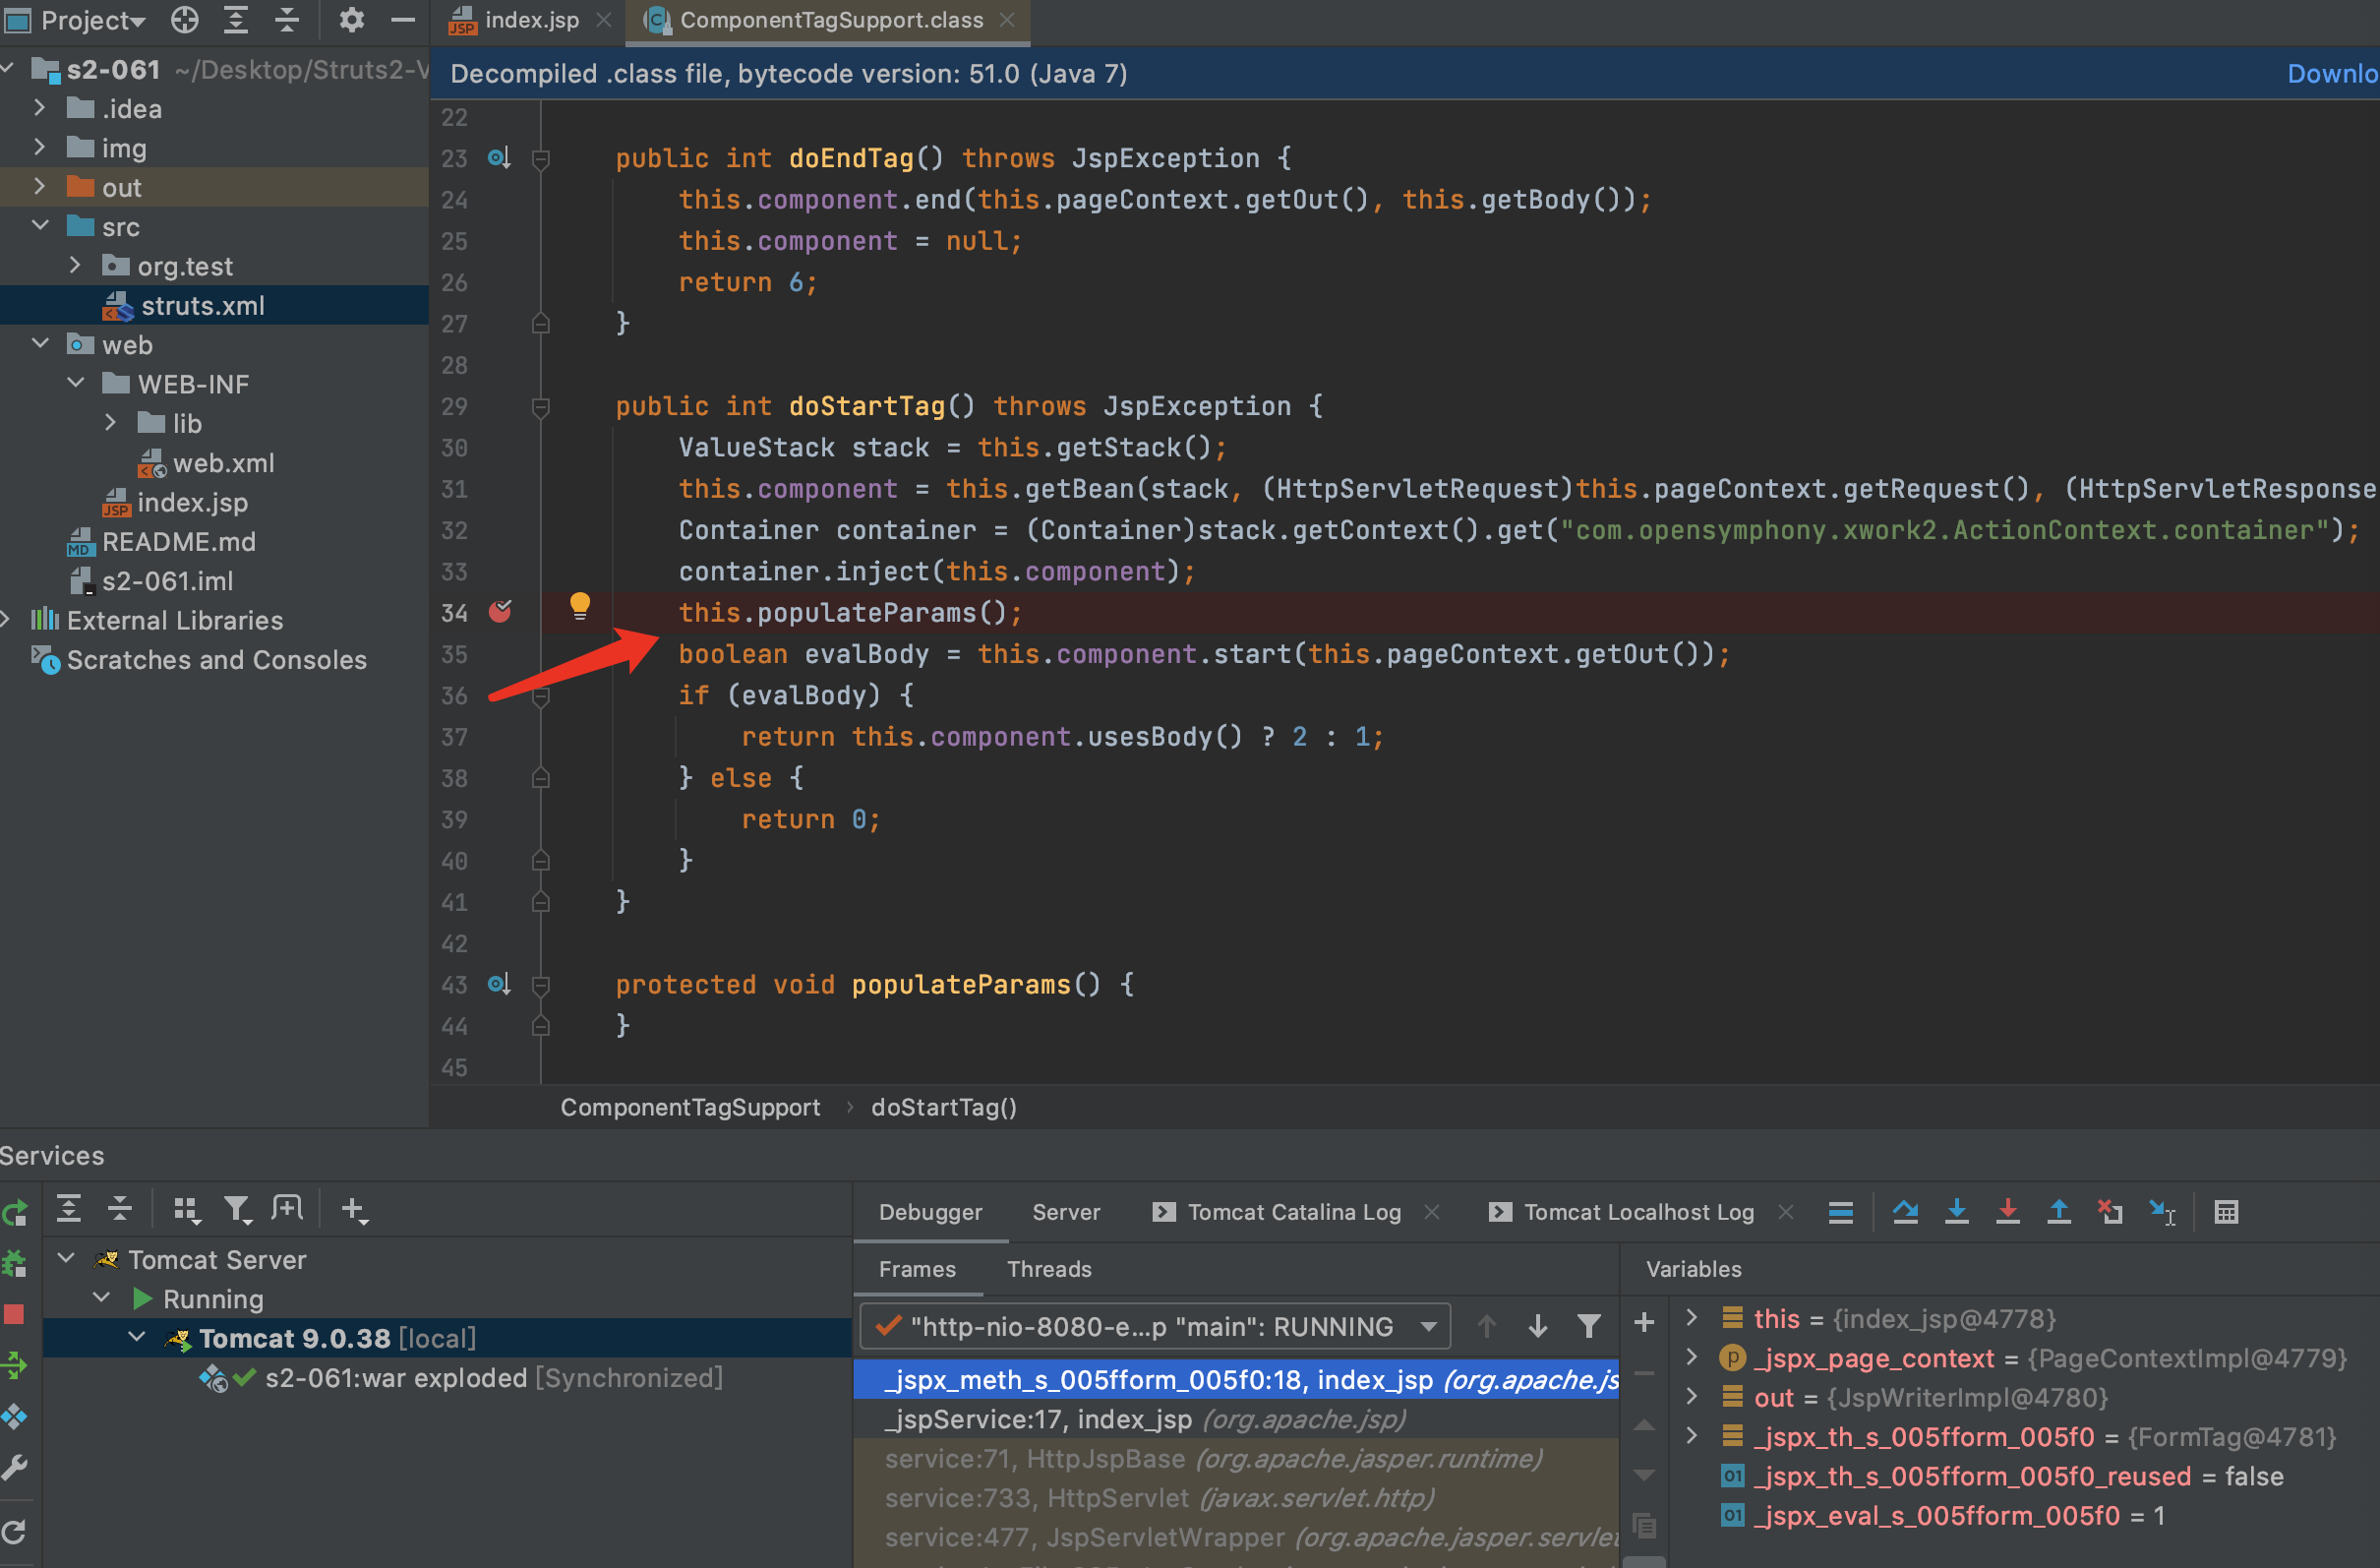 Project
index.jsp
ComponentTagSupport.class
s2-061 ~/Desktop/Struts2-V
.idea
img
out
src
org.test
struts.xml
web
WEB-INF
lib
web.xml
index.jsp
README.md
s2-061.iml
External Libraries
Scratches and Consoles
Decompiled .class file, bytecode version: 51.0 (Java 7)
Downlo
22
23 public int doEndTag() throws JspException {
24 this.component.end(this.pageContext.getOut(), this.getBody());
25 this.component = null;
26 return 6;
27 }
28
29 public int doStartTag() throws JspException {
30 ValueStack stack = this.getStack();
31 this.component = this.getBean(stack, (HttpServletRequest)this.pageContext.getRequest(), (HttpServletResponse
32 Container container = (Container)stack.getContext().get("com.opensymphony.xwork2.ActionContext.container");
33 container.inject(this.component);
34 this.populateParams();
35 boolean evalBody = this.component.start(this.pageContext.getOut());
36 if (evalBody) {
37 return this.component.usesBody() ? 2 : 1;
38 } else {
39 return 0;
40 }
41 }
42
43 protected void populateParams() {
44 }
45
ComponentTagSupport › doStartTag()
Services
Tomcat Server
Running
Tomcat 9.0.38 [local]
s2-061:war exploded [Synchronized]
Debugger
Server
Tomcat Catalina Log
Tomcat Localhost Log
Frames
Threads
"http-nio-8080-e...p "main": RUNNING
_jspx_meth_s_005fform_005f0:18, index_jsp (org.apache.js
_jspService:17, index_jsp (org.apache.jsp)
service:71, HttpJspBase (org.apache.jasper.runtime)
service:733, HttpServlet (javax.servlet.http)
service:477, JspServletWrapper (org.apache.jasper.servlet
Variables
this = {index_jsp@4778}
_jspx_page_context = {PageContextImpl@4779}
out = {JspWriterImpl@4780}
_jspx_th_s_005fform_005f0 = {FormTag@4781}
_jspx_th_s_005fform_005f0_reused = false
_jspx_eval_s_005fform_005f0 = 1